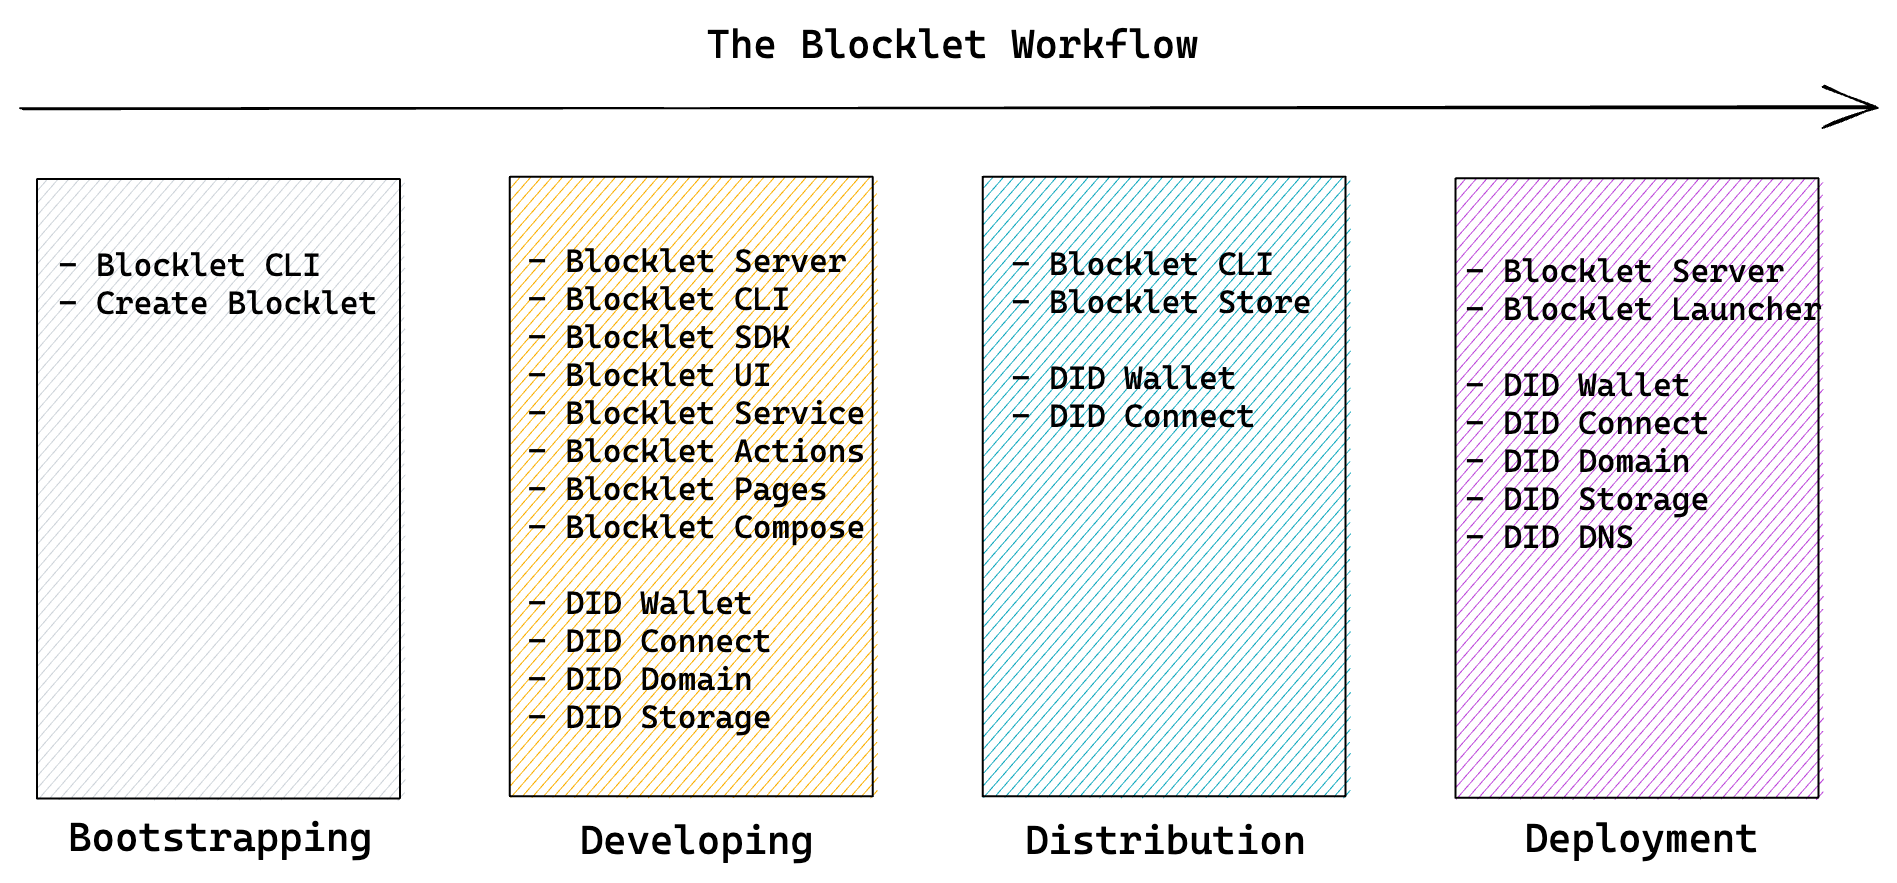 The Blocklet Workflow
- Blocklet CLI
- Create Blocklet
Bootstrapping
- Blocklet Server
- Blocklet CLI
- Blocklet SDK
- Blocklet UI
- Blocklet Service
- Blocklet Actions
- Blocklet Pages
- Blocklet Compose
- DID Wallet
- DID Connect
- DID Domain
- DID Storage
Developing
- Blocklet CLI
- Blocklet Store
- DID Wallet
- DID Connect
Distribution
- Blocklet Server
- Blocklet Launcher
- DID Wallet
- DID Connect
- DID Domain
- DID Storage
- DID DNS
Deployment